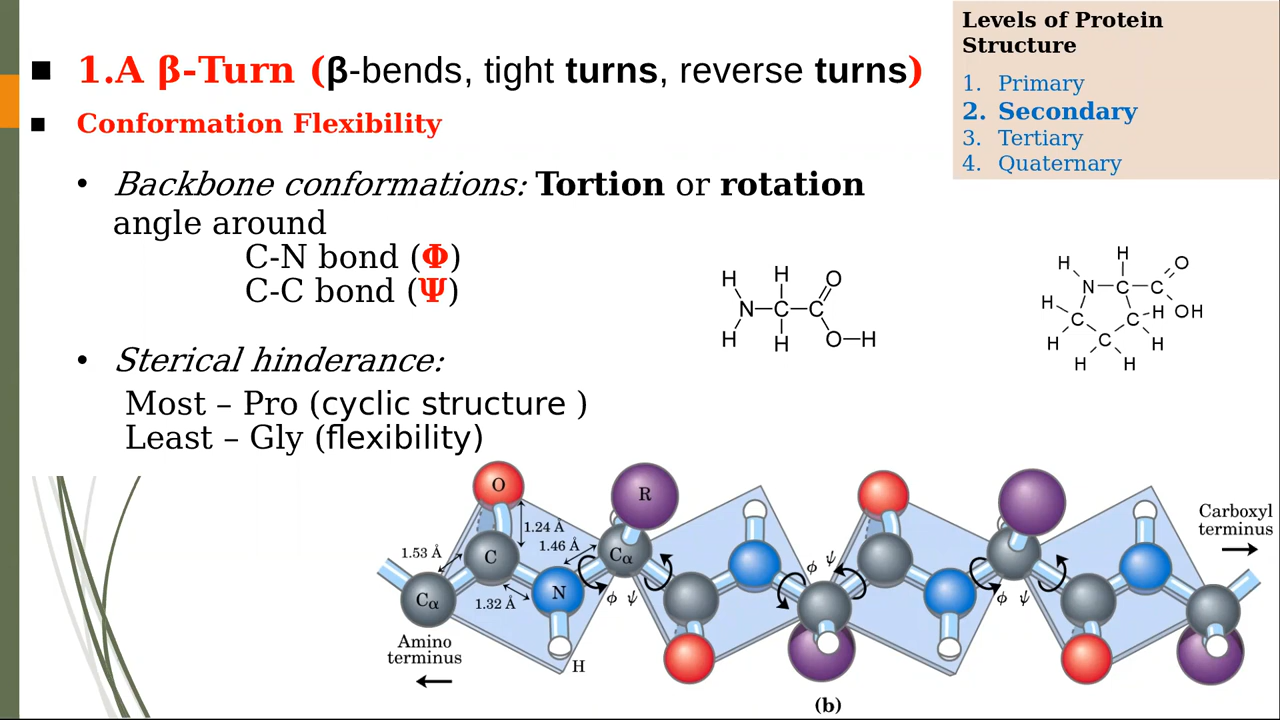 1.A β-Turn (β-bends, tight turns, reverse turns)
Conformation Flexibility
Backbone conformations: Tortion or rotation
angle around
C-N bond (Φ)
C-C bond (Ψ)
Sterical hinderance:
Most – Pro (cyclic structure )
Least – Gly (flexibility)
Levels of Protein
Structure
1. Primary
2. Secondary
3. Tertiary
4. Quaternary
H H O
N C C
H H O H
H H O
N C C
H H OH
C C
H C H
H H
O R
1.24 Å
1.53 Å 1.46 Å
C Cα
Cα 1.32 Å N ϕ ψ
ϕ ψ
ϕ ψ
H
Amino
terminus
Carboxyl
terminus
(b)